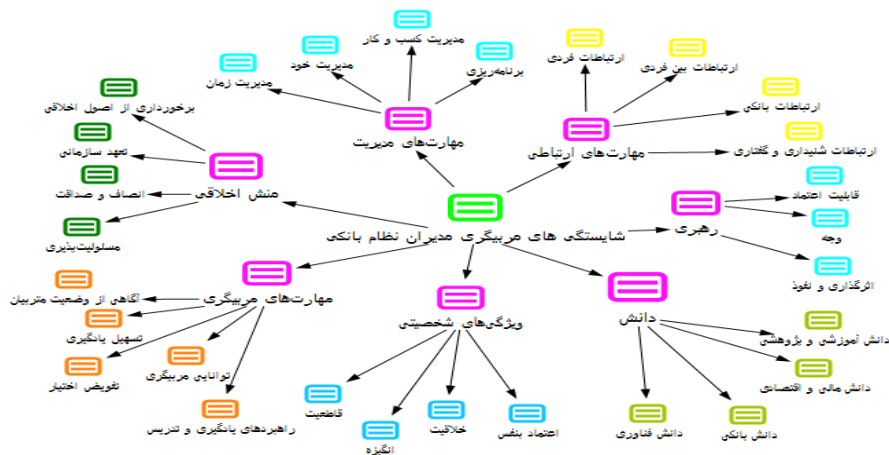 مدیریت کسب و کار
مدیریت خود
مدیریت زمان
برنامه‌ریزی
مهارت‌های مدیریت
ارتباطات فردی
ارتباطات بین فردی
ارتباطات بانکی
ارتباطات شنیداری و گفتاری
مهارت‌های ارتباطی
برخورداری از اصول اخلاقی
تعهد سازمانی
انصاف و صداقت
مسئولیت‌پذیری
منش اخلاقی
شایستگی های مربیگری مدیران نظام بانکی
رهبری
قابلیت اعتماد
وجه
اثرگذاری و نفوذ
مهارت‌های مربیگری
آگاهی از وضعیت متربیان
تسهیل یادگیری
تفویض اختیار
توانایی مربیگری
راهبردهای یادگیری و تدریس
ویژگی‌های شخصیتی
قاطعیت
انگیزه
خلاقیت
اعتماد بنفس
دانش
دانش آموزشی و پژوهشی
دانش مالی و اقتصادی
دانش بانکی
دانش فناوری